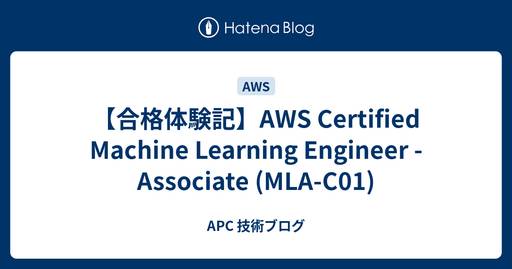 Hatena Blog
AWS
【合格体験記】AWS Certified
Machine Learning Engineer -
Associate (MLA-C01)
APC 技術ブログ